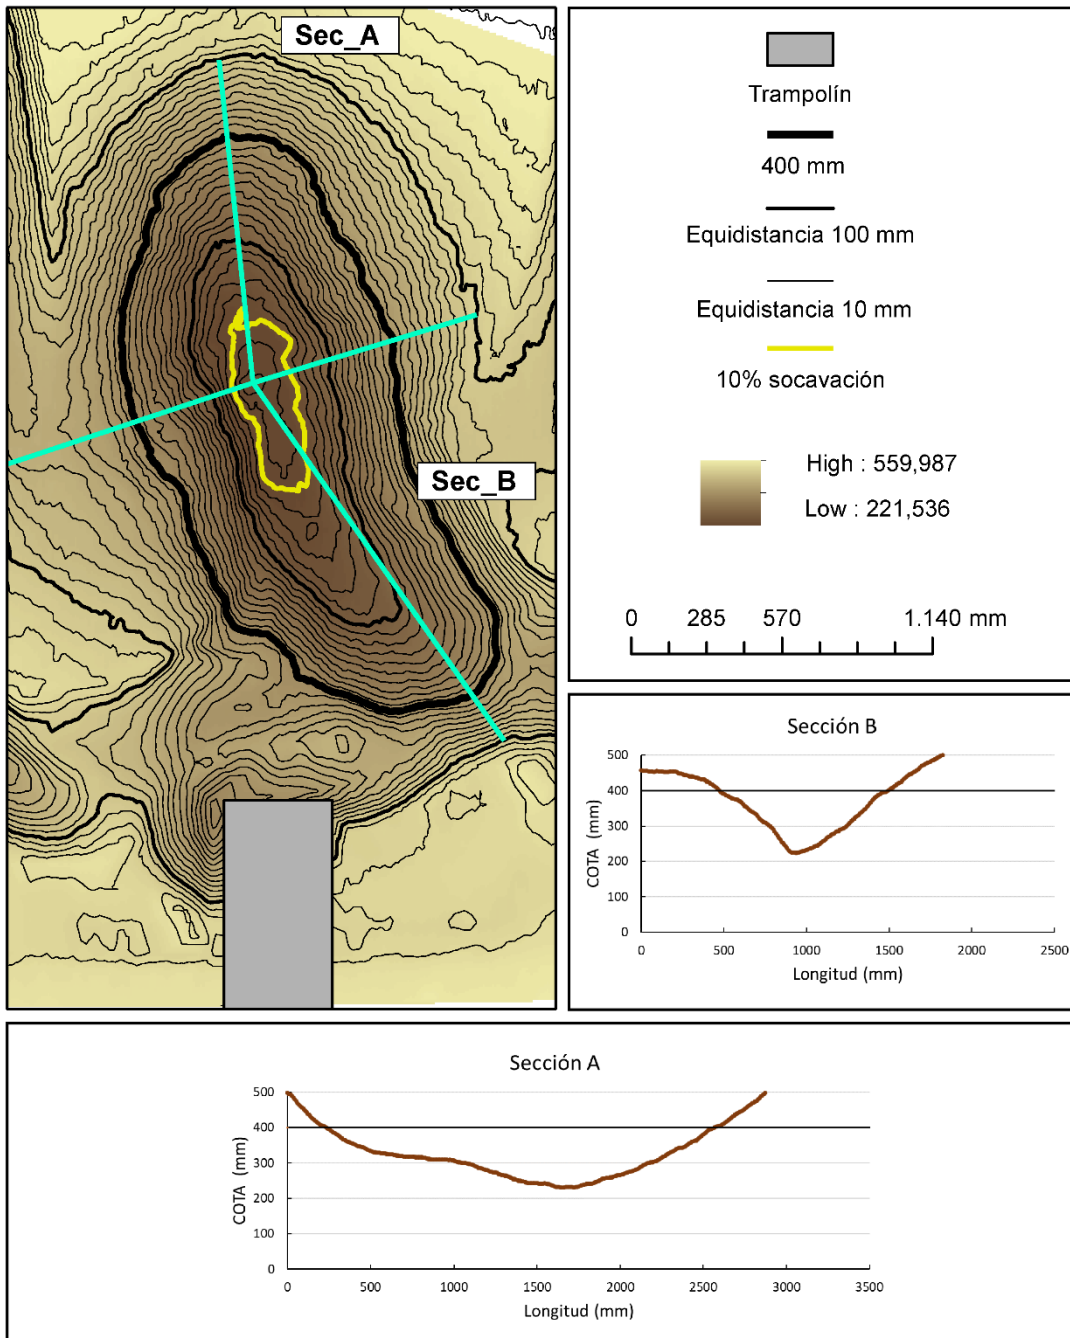 Sec_A
Sec_B
Trampolín
400 mm
Equidistancia 100 mm
Equidistancia 10 mm
10% socavación
High : 559,987
Low : 221,536
0 285 570 1.140 mm
Sección B
500
400
300
200
100
0
COTA (mm)
0 500 1000 1500 2000 2500
Longitud (mm)
Sección A
500
400
300
200
100
0
COTA (mm)
0 500 1000 1500 2000 2500 3000 3500
Longitud (mm)